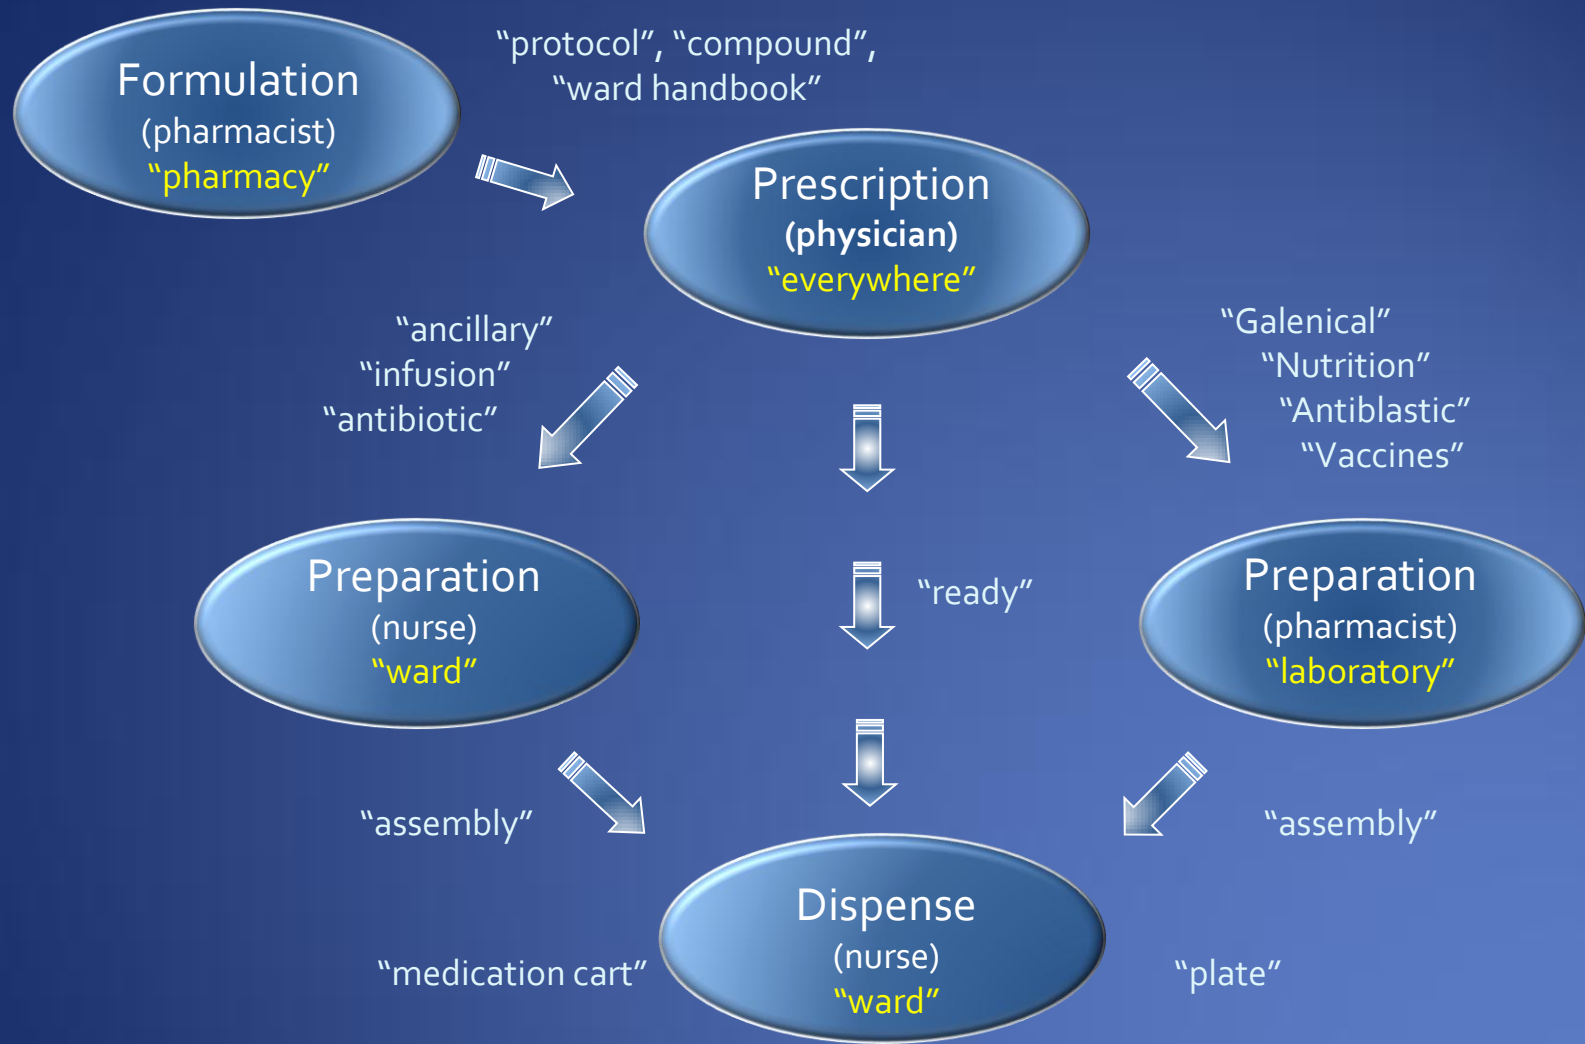 Formulation
(pharmacist)
“pharmacy”
“protocol”, “compound”,
“ward handbook”
Prescription
(physician)
“everywhere”
“ancillary”
“infusion”
“antibiotic”
“Galenical”
“Nutrition”
“Antiblastic”
“Vaccines”
Preparation
(nurse)
“ward”
“ready”
Preparation
(pharmacist)
“laboratory”
“assembly”
“assembly”
Dispense
(nurse)
“ward”
“medication cart”
“plate”